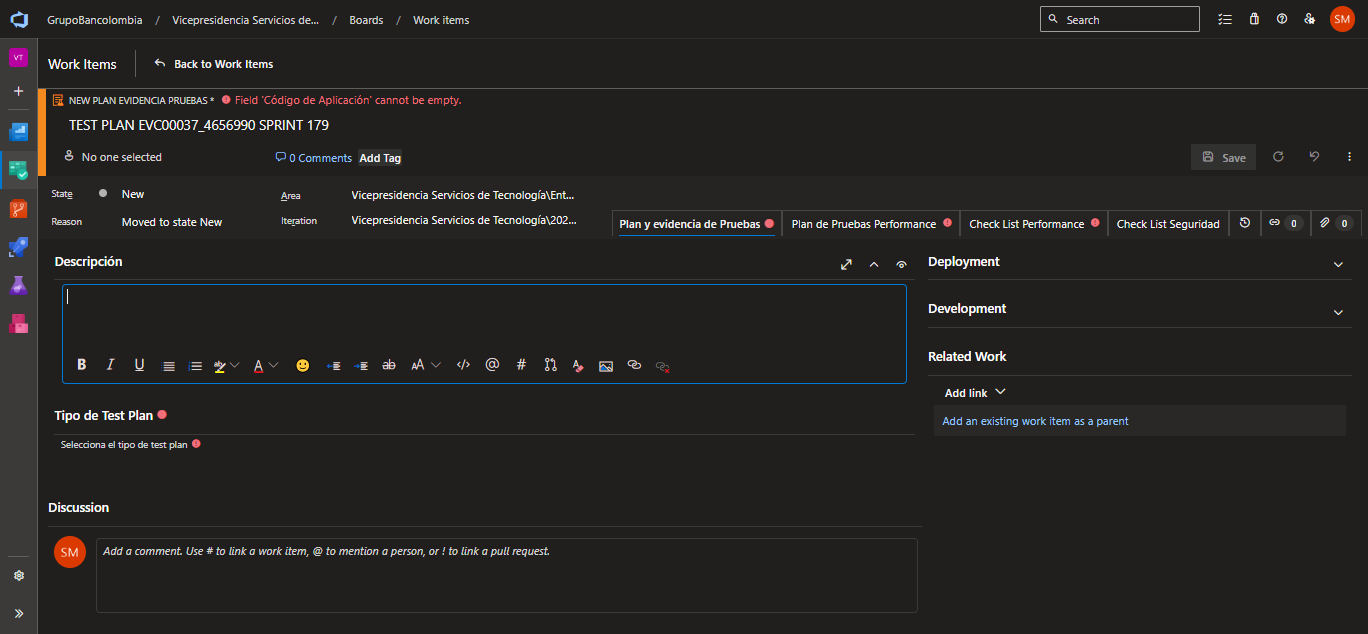 GrupoBancolombia / Vicepresidencia Servicios de... / Boards / Work items
Search
SM
VT
Work Items
Back to Work Items
NEW PLAN EVIDENCIA PRUEBAS * Field 'Código de Aplicación' cannot be empty.
TEST PLAN EVC00037_4656990 SPRINT 179
No one selected
0 Comments
Add Tag
Save
State
New
Area
Vicepresidencia Servicios de Tecnología\Ent...
Reason
Moved to state New
Iteration
Vicepresidencia Servicios de Tecnología\202...
Plan y evidencia de Pruebas
Plan de Pruebas Performance
Check List Performance
Check List Seguridad
0
0
Descripción
Deployment
Development
Related Work
Add link
Add an existing work item as a parent
Tipo de Test Plan
Selecciona el tipo de test plan
Discussion
SM
Add a comment. Use # to link a work item, @ to mention a person, or ! to link a pull request.